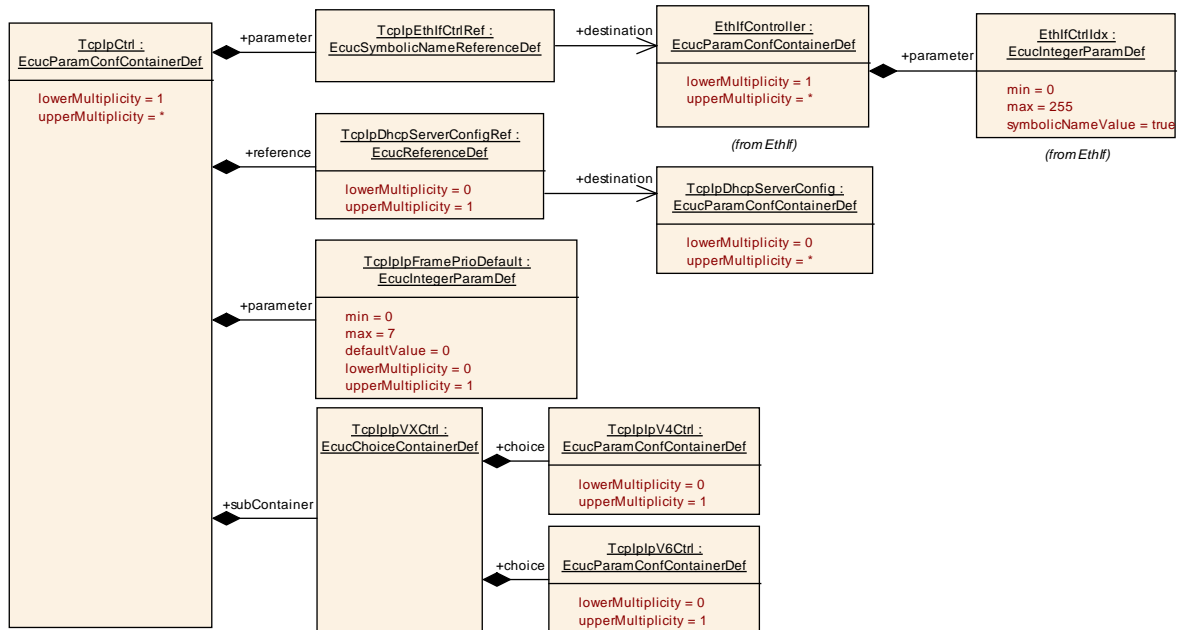 TcpIpCtrl :
EcucParamConfContainerDef
lowerMultiplicity = 1
upperMultiplicity = *
+parameter
TcpIpEthIfCtrlRef :
EcucSymbolicNameReferenceDef
+destination
EthIfController :
EcucParamConfContainerDef
lowerMultiplicity = 1
upperMultiplicity = *
(from EthIf)
+parameter
EthIfCtrlIdx :
EcucIntegerParamDef
min = 0
max = 255
symbolicNameValue = true
(from EthIf)
+reference
TcpIpDhcpServerConfigRef :
EcucReferenceDef
lowerMultiplicity = 0
upperMultiplicity = 1
+destination
TcpIpDhcpServerConfig :
EcucParamConfContainerDef
lowerMultiplicity = 0
upperMultiplicity = *
+parameter
TcpIpIpFramePrioDefault :
EcucIntegerParamDef
min = 0
max = 7
defaultValue = 0
lowerMultiplicity = 0
upperMultiplicity = 1
+subContainer
TcpIpIpVXCtrl :
EcucChoiceContainerDef
+choice
TcpIpIpV4Ctrl :
EcucParamConfContainerDef
lowerMultiplicity = 0
upperMultiplicity = 1
+choice
TcpIpIpV6Ctrl :
EcucParamConfContainerDef
lowerMultiplicity = 0
upperMultiplicity = 1